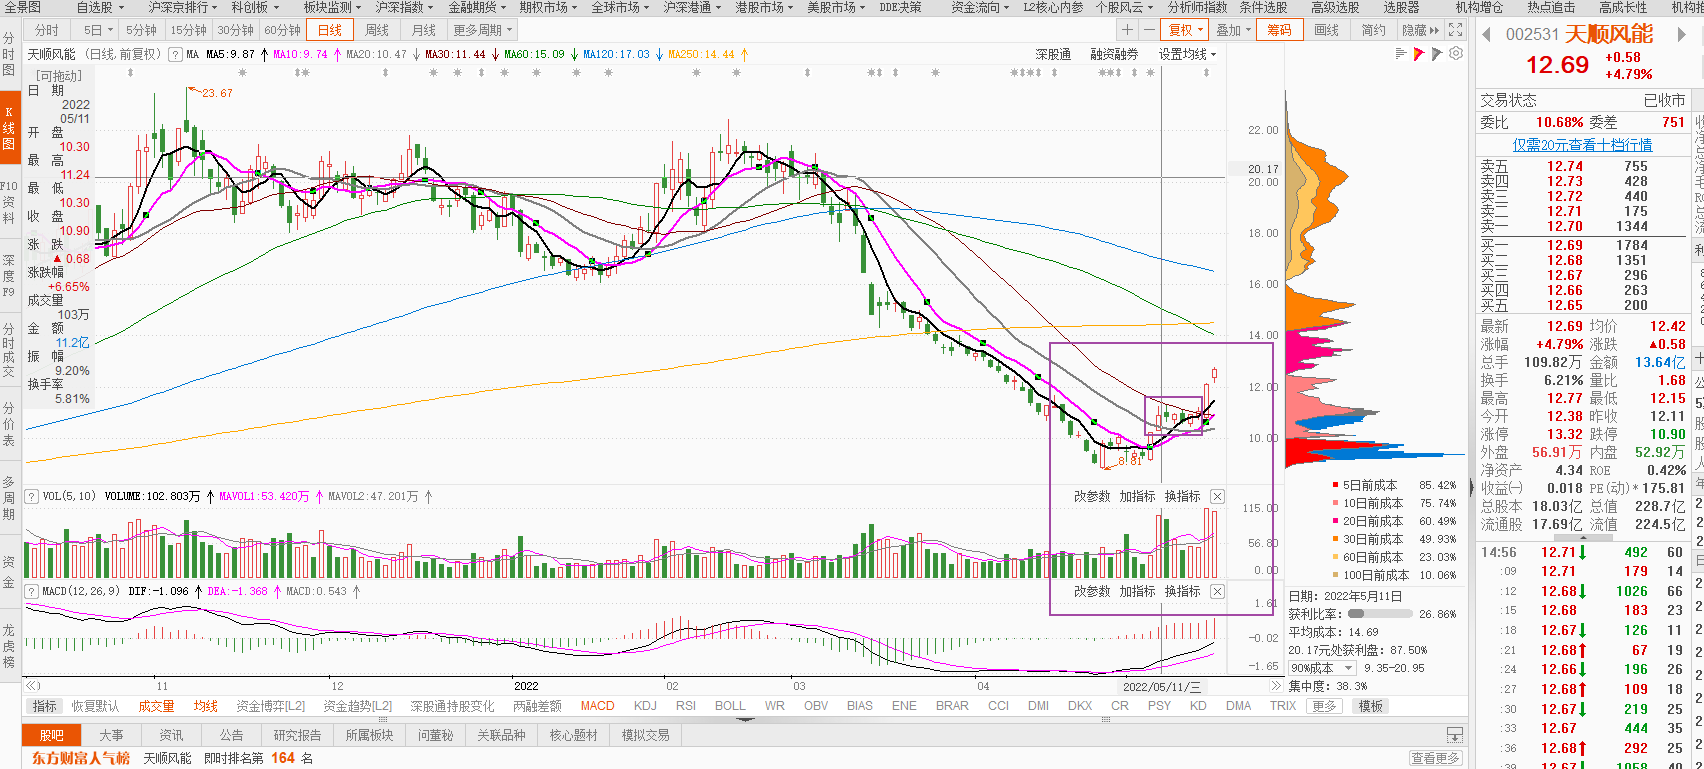 全景图 自选股 沪深京排行 科创板 板块监测 沪深指数 金融期货 期权市场 全球市场 沪深港通 港股市场 美股市场 DDE决策 资金流向 L2核心内参 个股风云 分析师指数 条件选股 高级选股 选股器 机构增仓 热点追击 高成长性 机构
分时 5日 5分钟 15分钟 30分钟 60分钟 日线 周线 月线 更多周期 复权 叠加 筹码 画线 简约 隐藏
天顺风能 (日线,前复权) ? MA MA5:9.87 MA10:9.74 MA20:10.47 MA30:11.44 MA60:15.09 MA120:17.03 MA250:14.44 深股通 融资融券 设置均线
分时图
K线图
F10资料
深度F9
分时成交
分价表
多周期
资金
龙虎榜
[可拖动]
日期
2022
05/11
开盘
10.30
最高
11.24
最低
10.30
收盘
10.90
涨跌
▲0.68
涨跌幅
+6.65%
成交量
103万
金额
11.2亿
振幅
9.20%
换手率
5.81%
23.67
8.81
22.00
20.17
20.00
18.00
16.00
14.00
12.00
10.00
? VOL(5,10) VOLUME:102.803万 MAVOL1:53.420万 MAVOL2:47.201万 改参数 加指标 换指标
115.00
56.80
0.00
? MACD(12,26,9) DIF:-1.096 DEA:-1.368 MACD:0.543 改参数 加指标 换指标
1.61
-0.02
-1.65
11 12 2022 02 03 04 2022/05/11/三
指标 恢复默认 成交量 均线 资金博弈[L2] 资金趋势[L2] 深股通持股变化 两融差额 MACD KDJ RSI BOLL WR OBV BIAS ENE BRAR CCI DMI DKX CR PSY KD DMA TRIX 更多 模板
股吧 大事 资讯 公告 研究报告 所属板块 问董秘 关联品种 核心题材 模拟交易
东方财富人气榜 天顺风能 即时排名第 164 名 查看更多
5日前成本 85.42%
10日前成本 75.74%
20日前成本 60.49%
30日前成本 49.93%
60日前成本 23.03%
100日前成本 10.06%
日期: 2022年5月11日
获利比率: 26.86%
平均成本: 14.69
20.17元处获利盘: 87.50%
90%成本 9.35-20.95
集中度: 38.3%
002531 天顺风能
12.69 +0.58
+4.79%
交易状态 已收市
委比 10.68% 委差 751
仅需20元查看十档行情
卖五 12.74 755
卖四 12.73 428
卖三 12.72 440
卖二 12.71 175
卖一 12.70 1344
买一 12.69 1784
买二 12.68 1351
买三 12.67 296
买四 12.66 263
买五 12.65 200
最新 12.69 均价 12.42
涨幅 +4.79% 涨跌 ▲0.58
总手 109.82万 金额 13.64亿
换手 6.21% 量比 1.68
最高 12.77 最低 12.15
今开 12.38 昨收 12.11
涨停 13.32 跌停 10.90
外盘 56.91万 内盘 52.92万
净资产 4.34 ROE 0.42%
收益(一) 0.018 PE(动)* 175.81
总股本 18.03亿 总值 228.7亿
流通股 17.69亿 流值 224.5亿
14:56 12.71↓ 492 60
:09 12.71 179 14
:12 12.68↓ 1026 66
:15 12.68 183 23
:18 12.67↓ 126 11
:21 12.68↑ 67 19
:24 12.66↓ 196 26
:27 12.68↑ 109 18
:30 12.67↓ 219 25
:33 12.67 444 35
:36 12.68↑ 292 25
:39 12.67↓ 1058 40